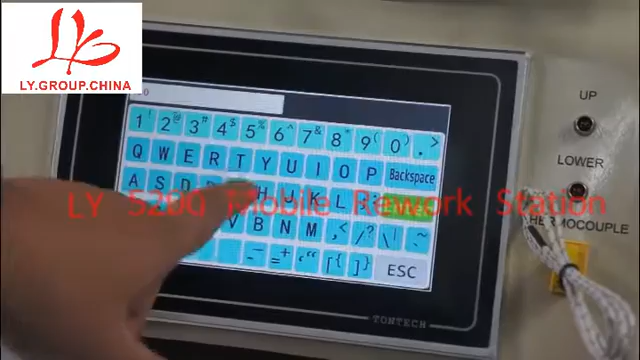 LY.GROUP.CHINA
1! 2@ 3# 4$ 5% 6^ 7& 8* 9( 0) . >
Q W E R T Y U I O P Backspace
A S D H J K L
LY 5200 Mobile Rework Station
V B N M , < / ? \ | ~
- = + ' " [ { ] } ESC
TONTECH
UP
LOWER
THERMOCOUPLE